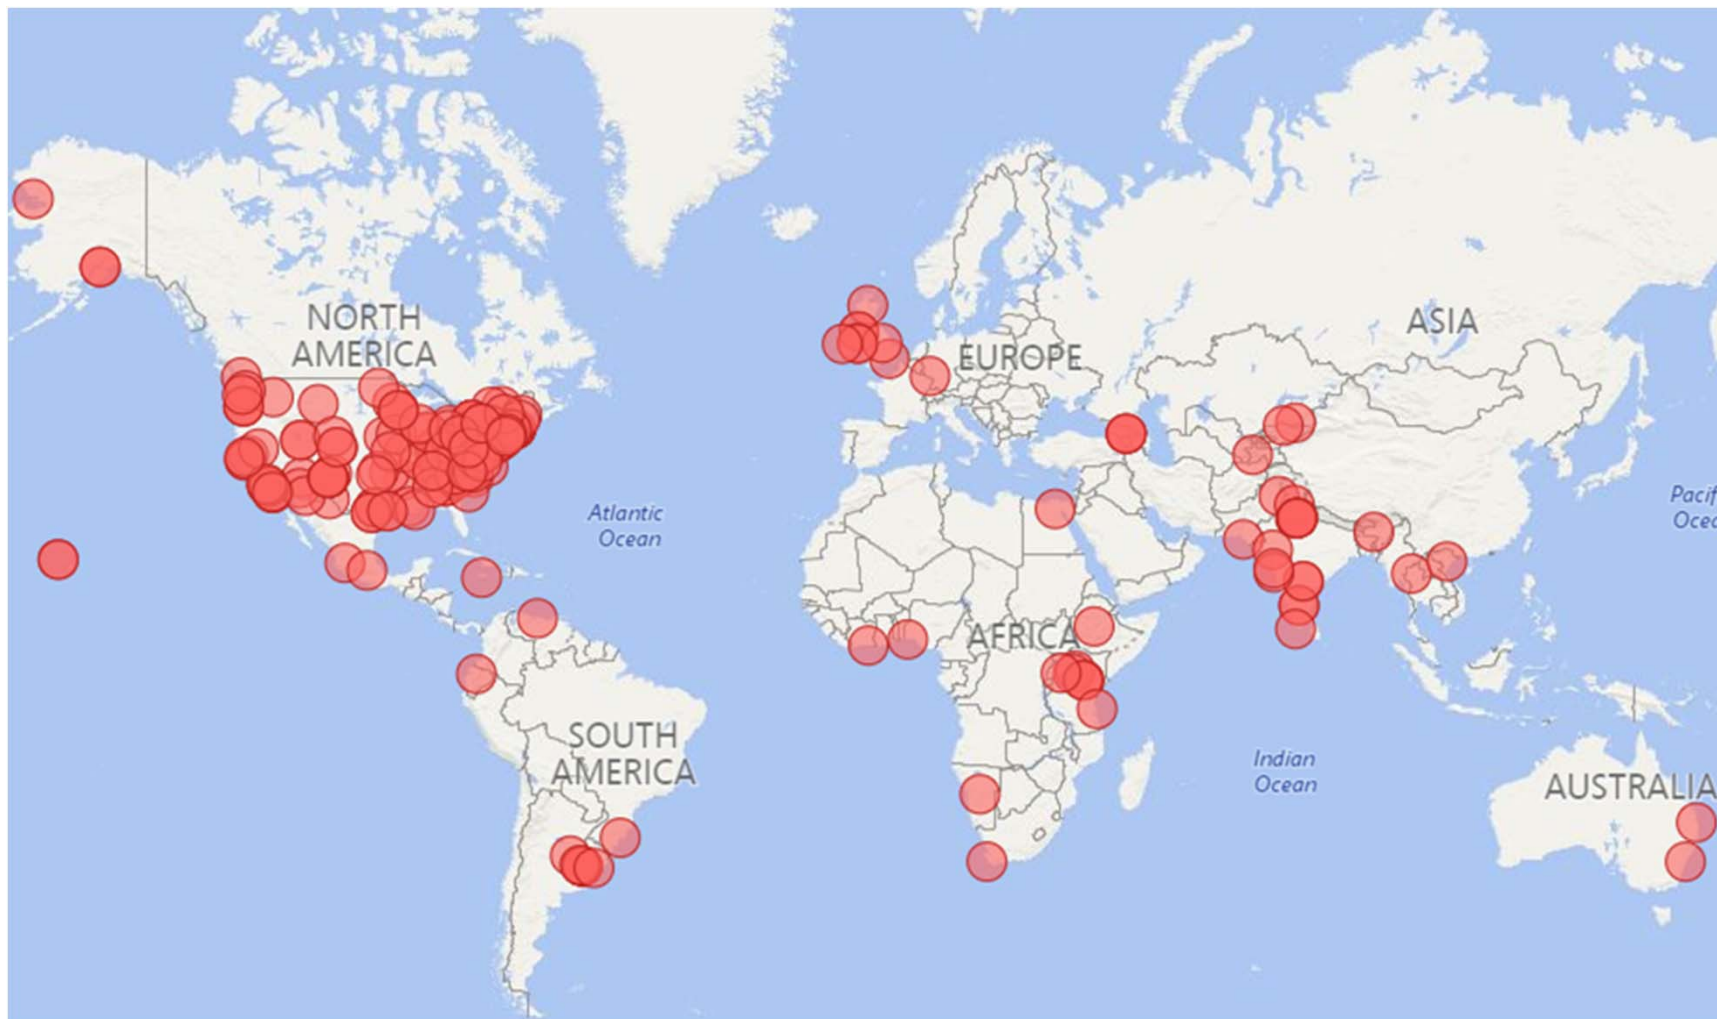 NORTH
AMERICA
ASIA
EUROPE
Atlantic
Ocean
Pacif
Ocea
AFRICA
SOUTH
AMERICA
Indian
Ocean
AUSTRALIA